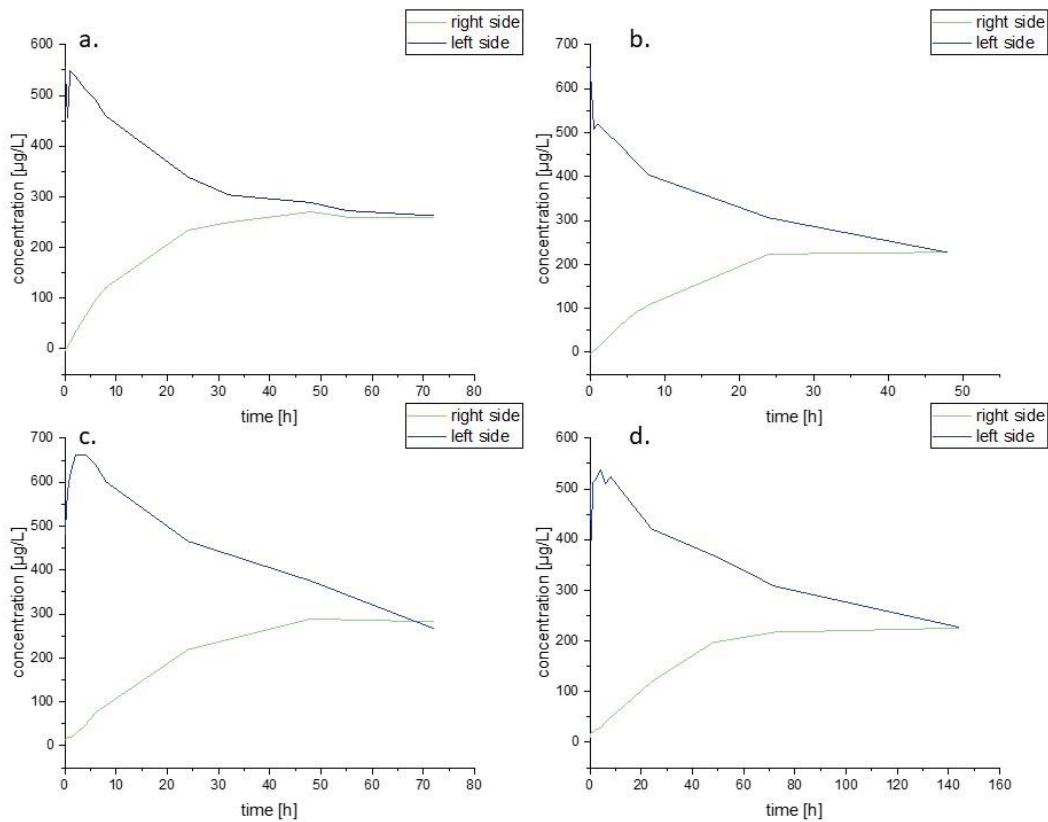 a.
right side
left side
600
500
400
300
200
100
0
concentration [µg/L]
0 10 20 30 40 50 60 70 80
time [h]
b.
right side
left side
700
600
500
400
300
200
100
0
concentration [µg/L]
0 10 20 30 40 50
time [h]
c.
right side
left side
700
600
500
400
300
200
100
0
concentration [µg/L]
0 10 20 30 40 50 60 70 80
time [h]
d.
right side
left side
600
500
400
300
200
100
0
concentration [µg/L]
0 20 40 60 80 100 120 140 160
time [h]